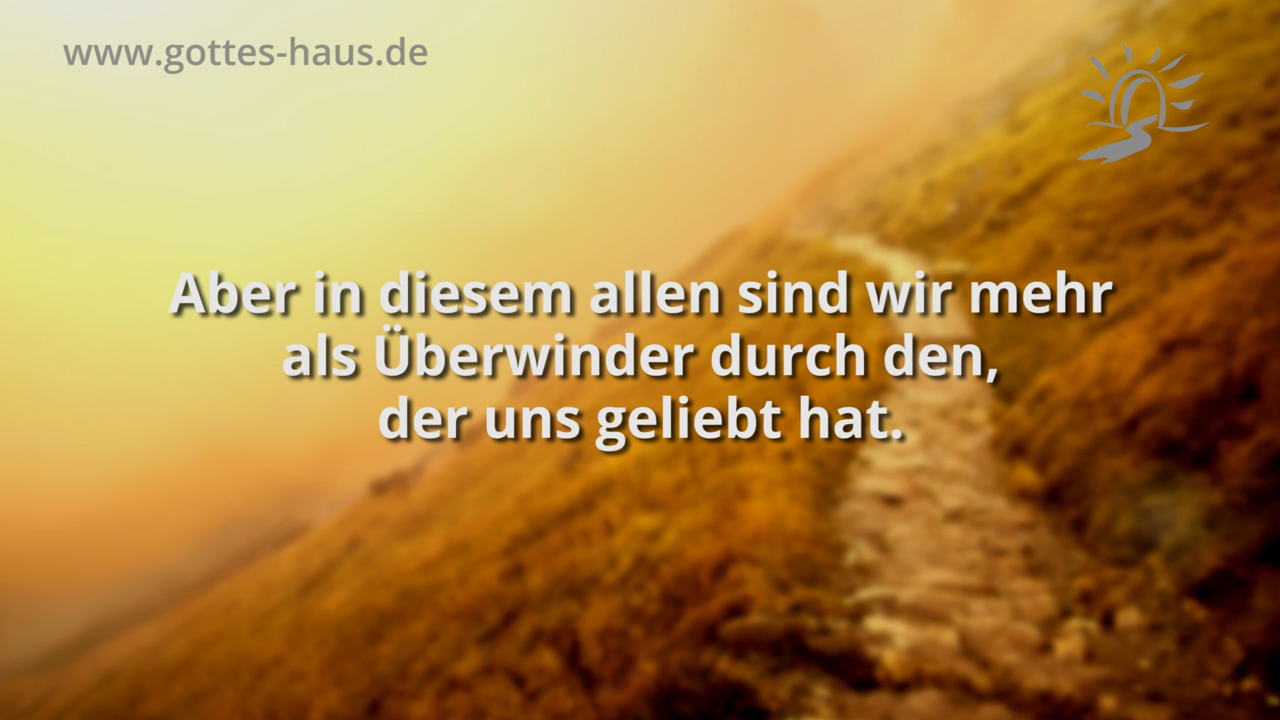 www.gottes-haus.de
Aber in diesem allen sind wir mehr
als Überwinder durch den,
der uns geliebt hat.